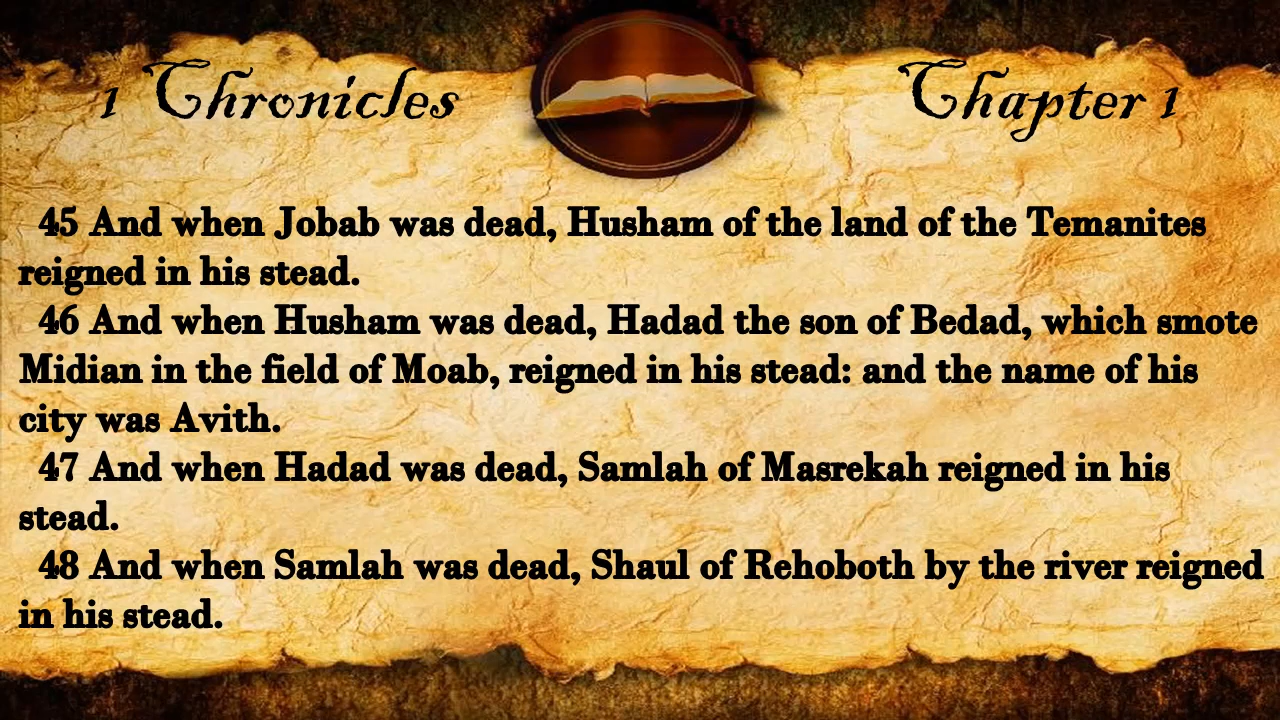 1 Chronicles
Chapter 1
45 And when Jobab was dead, Husham of the land of the Temanites
reigned in his stead.
46 And when Husham was dead, Hadad the son of Bedad, which smote
Midian in the field of Moab, reigned in his stead: and the name of his
city was Avith.
47 And when Hadad was dead, Samlah of Masrekah reigned in his
stead.
48 And when Samlah was dead, Shaul of Rehoboth by the river reigned
in his stead.